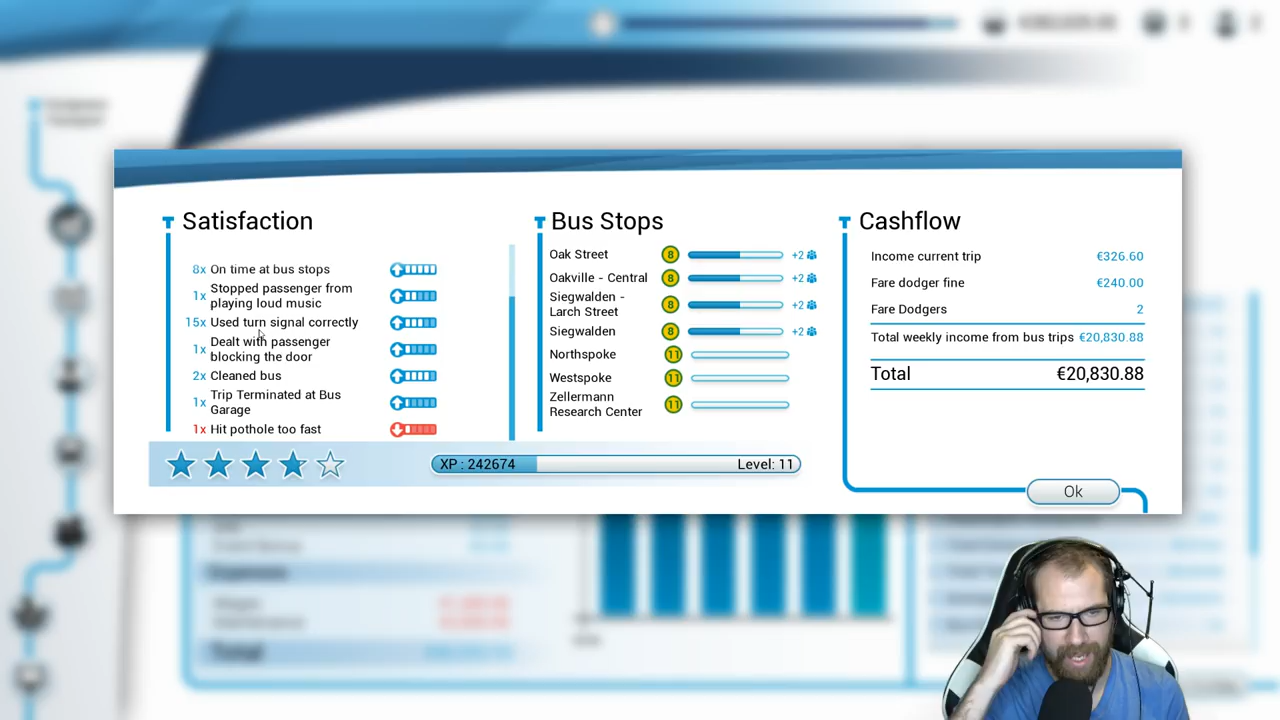 Satisfaction
8x On time at bus stops
1x Stopped passenger from
playing loud music
15x Used turn signal correctly
1x Dealt with passenger
blocking the door
2x Cleaned bus
1x Trip Terminated at Bus
Garage
1x Hit pothole too fast
XP : 242674 Level: 11
Bus Stops
Oak Street 8 +2
Oakville - Central 8 +2
Siegwalden -
Larch Street 8 +2
Siegwalden 8 +2
Northspoke 11
Westspoke 11
Zellermann
Research Center 11
Cashflow
Income current trip €326.60
Fare dodger fine €240.00
Fare Dodgers 2
Total weekly income from bus trips €20,830.88
Total €20,830.88
Ok
Total